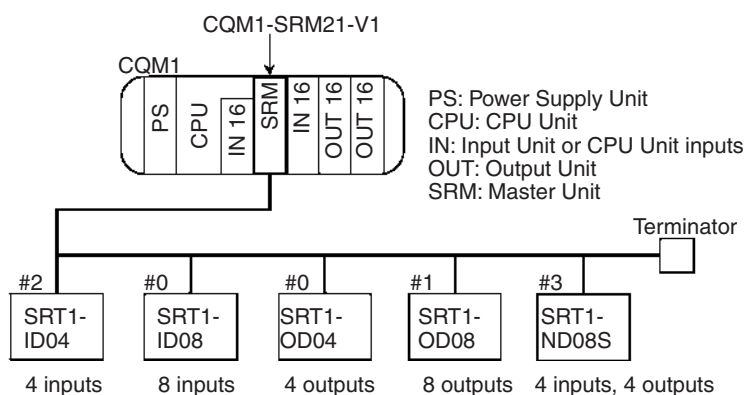 CQM1-SRM21-V1
CQM1
PS
CPU
IN 16
SRM
IN 16
OUT 16
OUT 16
PS: Power Supply Unit
CPU: CPU Unit
IN: Input Unit or CPU Unit inputs
OUT: Output Unit
SRM: Master Unit
Terminator
#2 #0 #0 #1 #3
SRT1-
ID04
SRT1-
ID08
SRT1-
OD04
SRT1-
OD08
SRT1-
ND08S
4 inputs 8 inputs 4 outputs 8 outputs 4 inputs, 4 outputs